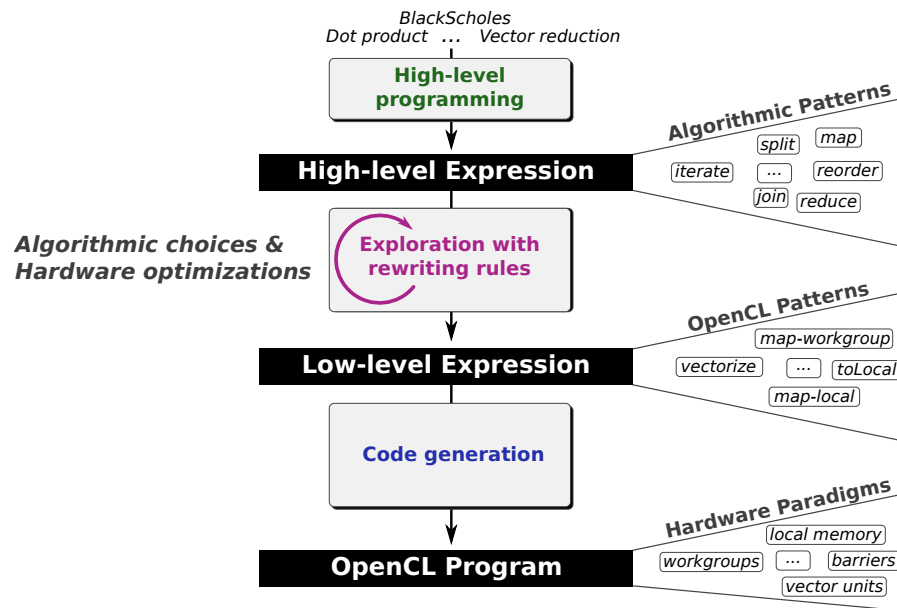 BlackScholes
Dot product ... Vector reduction
High-level
programming
Algorithmic Patterns
split
map
iterate
...
reorder
join
reduce
High-level Expression
Algorithmic choices &
Hardware optimizations
Exploration with
rewriting rules
OpenCL Patterns
map-workgroup
vectorize
...
toLocal
map-local
Low-level Expression
Code generation
Hardware Paradigms
local memory
workgroups
...
barriers
vector units
OpenCL Program